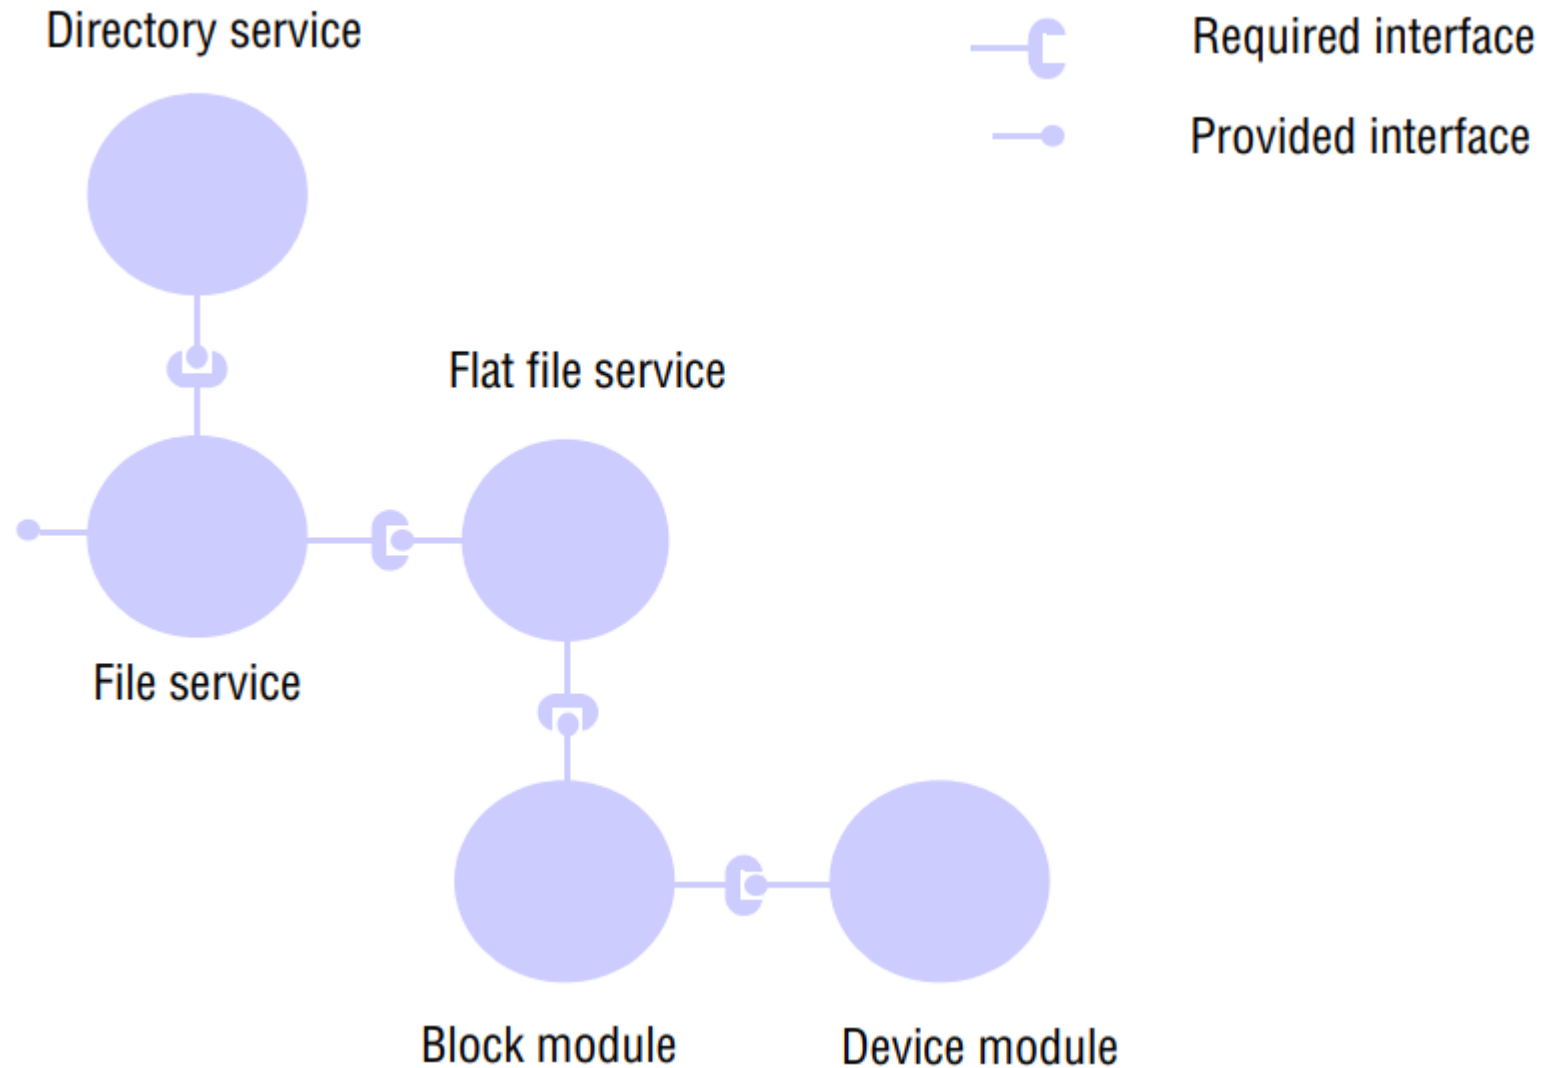 Directory service
Required interface
Provided interface
Flat file service
File service
Block module
Device module